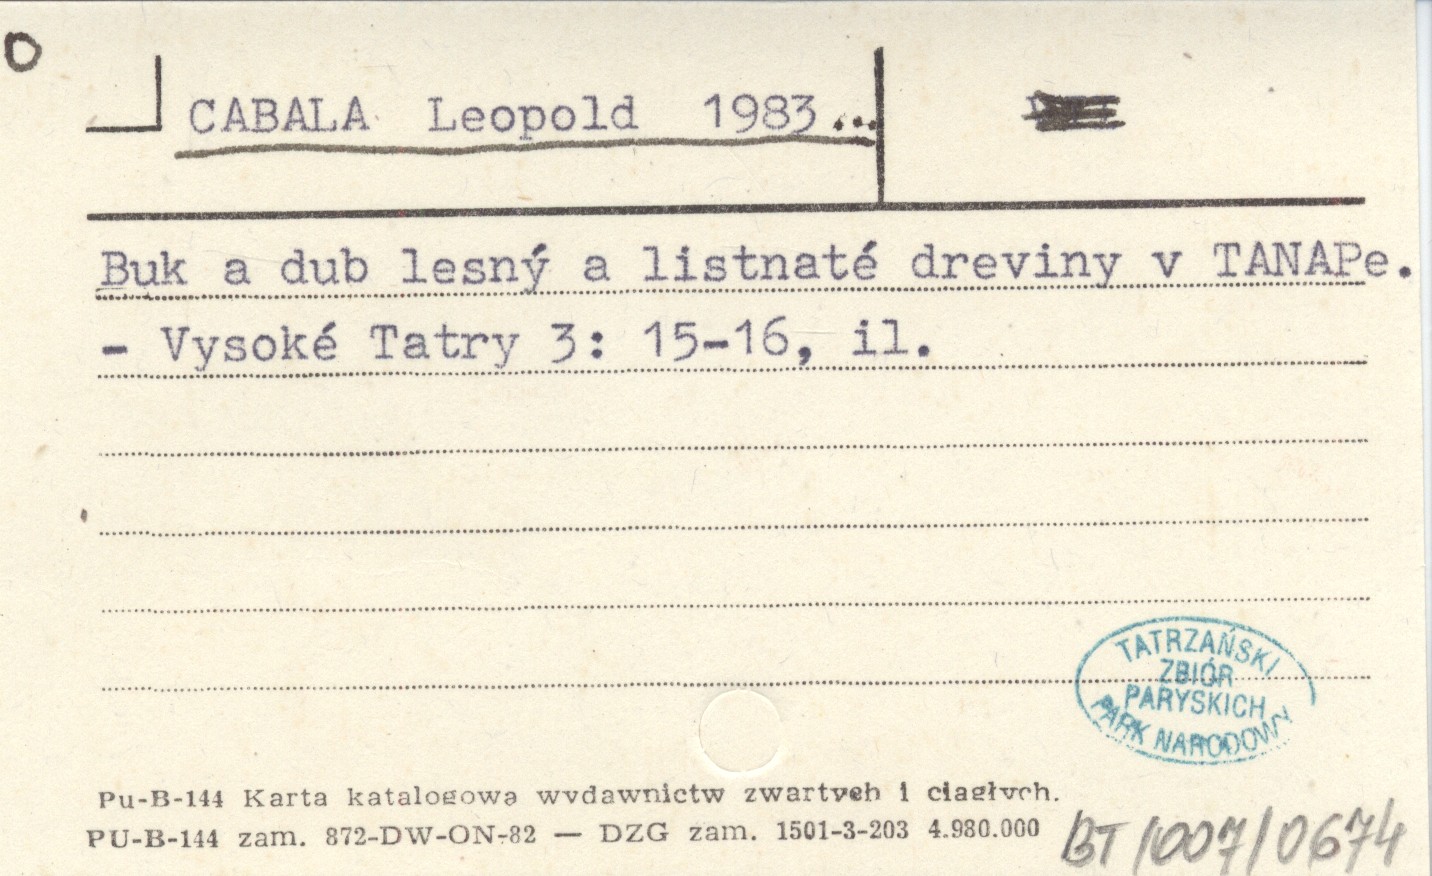 O
CABALA Leopold 1983...
Buk a dub lesný a listnaté dreviny v TANAPe.
- Vysoké Tatry 3: 15-16, il.
TATRZAŃSKI
ZBIÓR
PARYSKICH
PARK NARODOWY
Pu-B-144 Karta katalogowa wydawnictw zwartych i ciągłych.
PU-B-144 zam. 872-DW-ON-82 — DZG zam. 1501-3-203 4.980.000
BT/007/0674